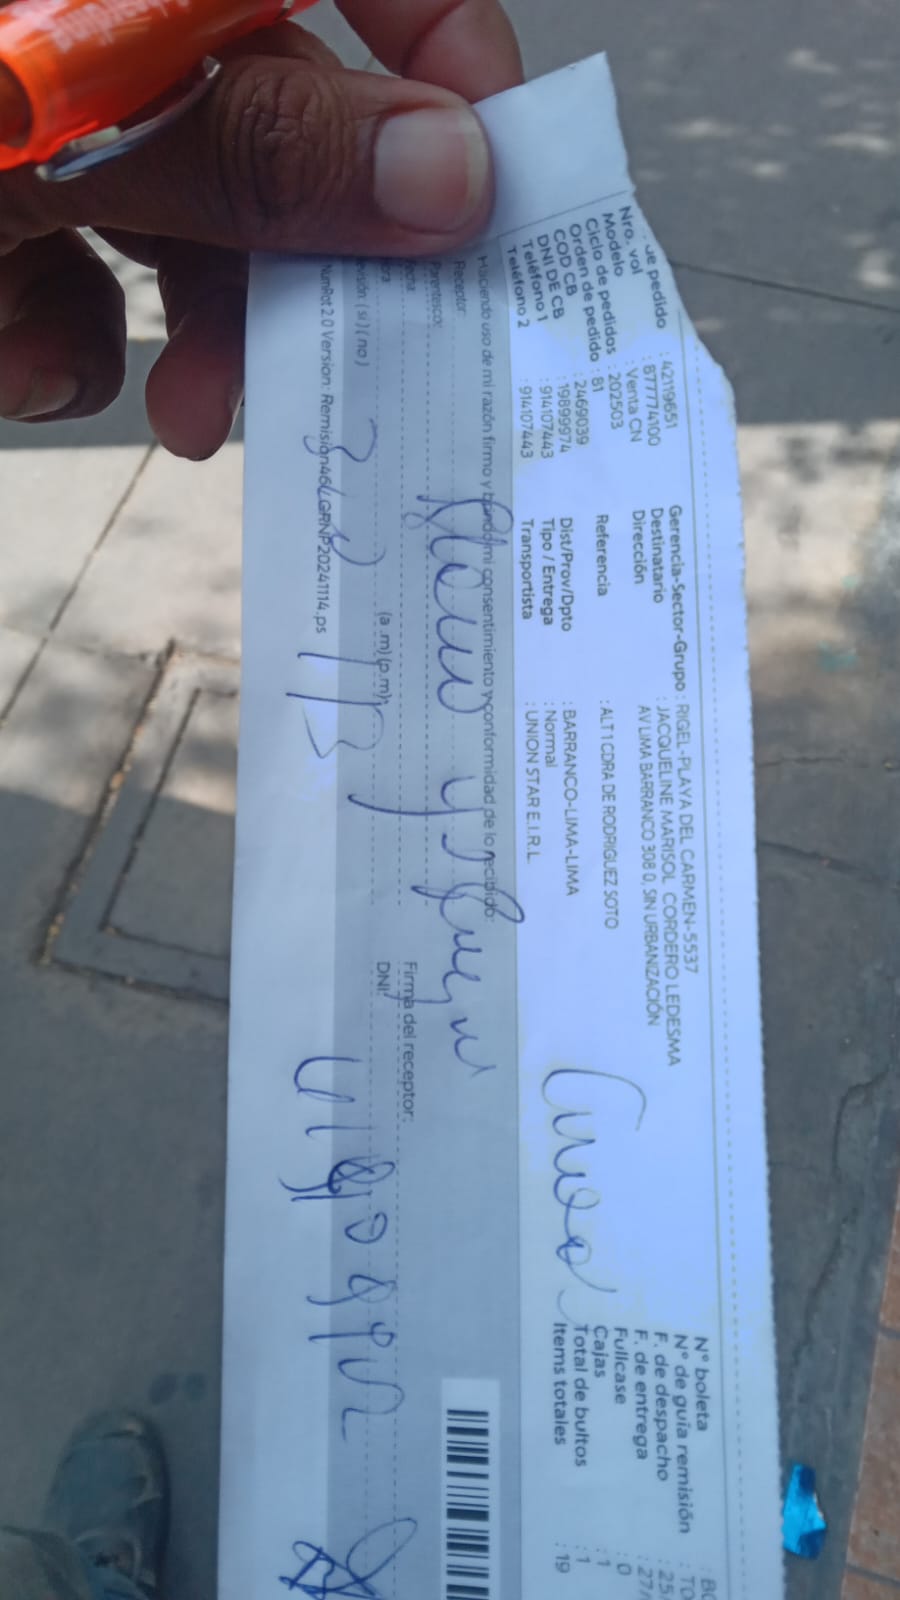 de pedido : 42119651
Nro. vol : 877774100
Modelo : Venta CN
Ciclo de pedidos : 202503
Orden de pedido : 81
COD CB : 2469039
DNI DE CB : 19899974
Teléfono 1 : 914107443
Teléfono 2 : 914107443
Gerencia-Sector-Grupo : RIGEL-PLAYA DEL CARMEN-5537
Destinatario : JACQUELINE MARISOL CORDERO LEDESMA
Dirección AV LIMA BARRANCO 308 0, SIN URBANIZACIÓN
Referencia : ALT 1 CDRA DE RODRIGUEZ SOTO
Dist/Prov/Dpto : BARRANCO-LIMA-LIMA
Tipo / Entrega : Normal
Transportista : UNION STAR E.I.R.L
N° boleta
N° de guía remisión
F. de despacho : 25
F. de entrega : 27/
Fullcase : 0
Cajas : 1
Total de bultos : 1
Items totales : 19
Haciendo uso de mi razón firmo y brindo mi consentimiento y conformidad de lo recibido:
Receptor:
Parentesco:
(a.m) (p.m)
Firma del receptor:
DNI:
(si) (no)
NumRot 2.0 Version: